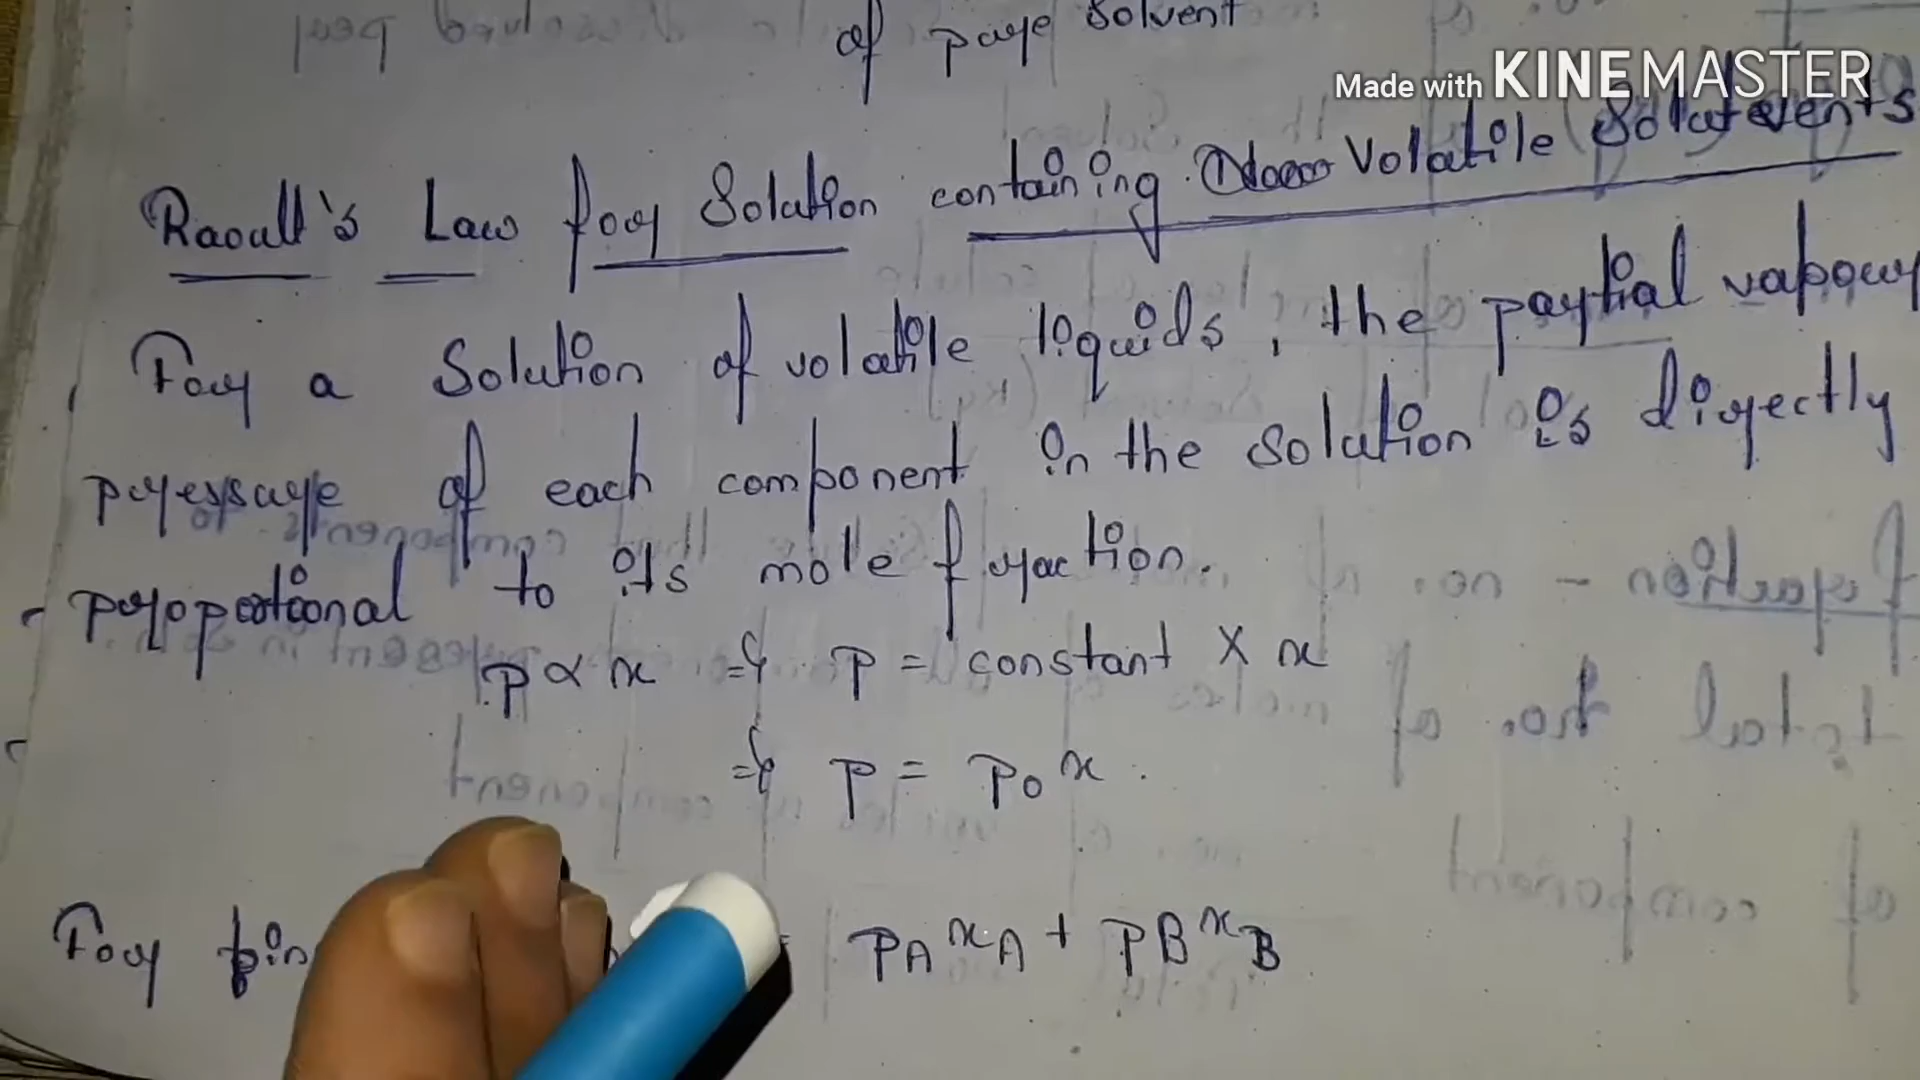 of pure solvent
Made with KINEMASTER
Raoult's Law for Solution containing Volatile
For a Solution of volatile liquids, the partial vapour
pressure of each component in the solution is directly
proportional to its mole fraction.
p ∝ x ⇒ p = constant × x
⇒ p = p₀ x.
For PA xA + PB xB